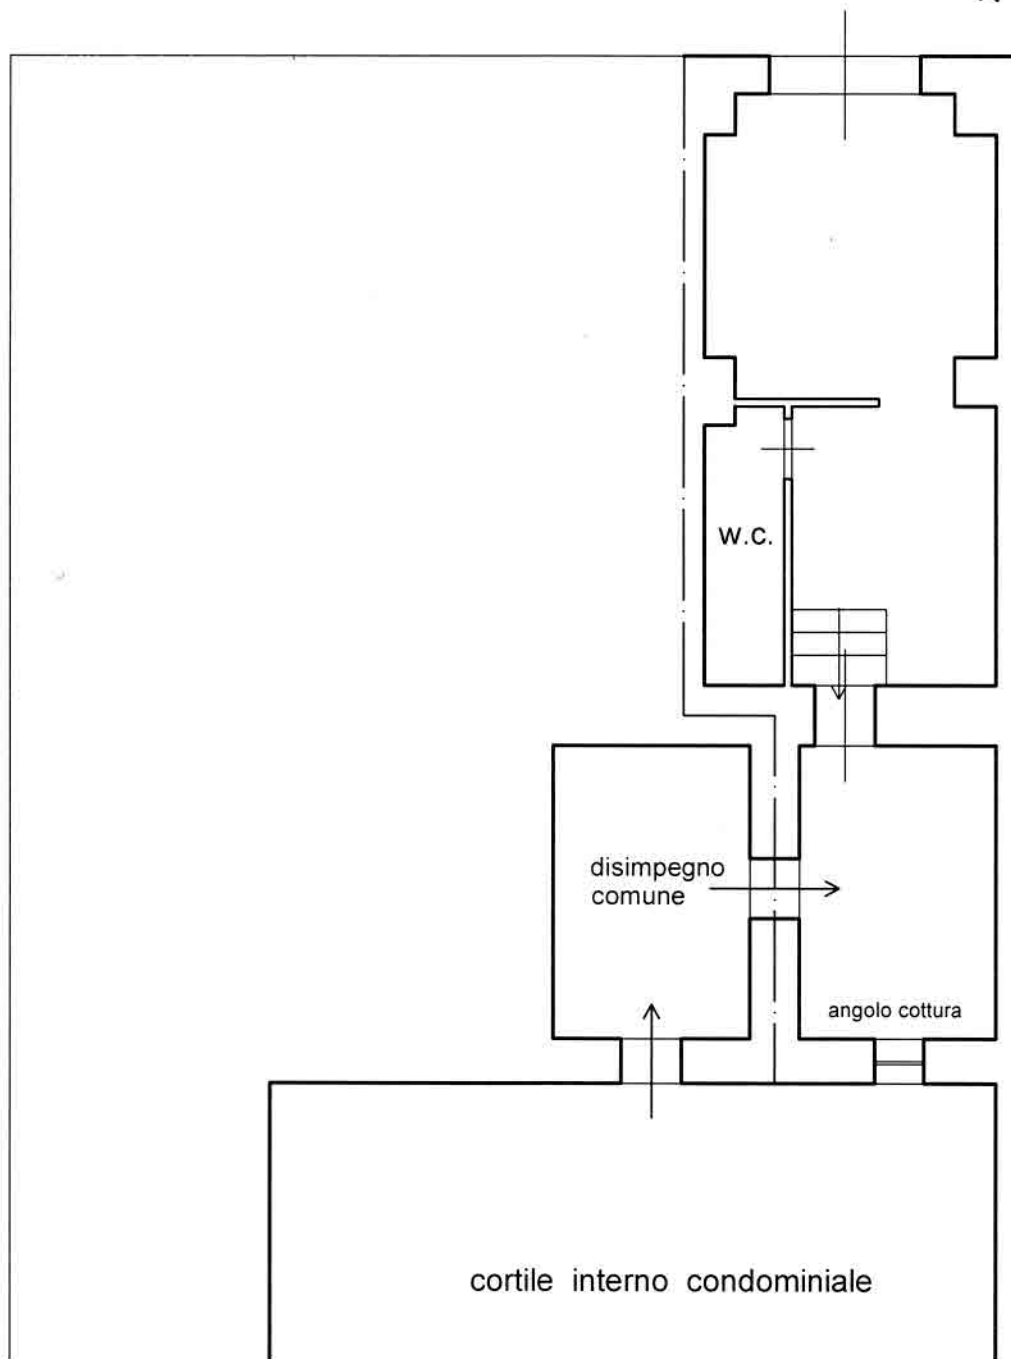 w.c.
disimpegno
comune
angolo cottura
cortile interno condominiale